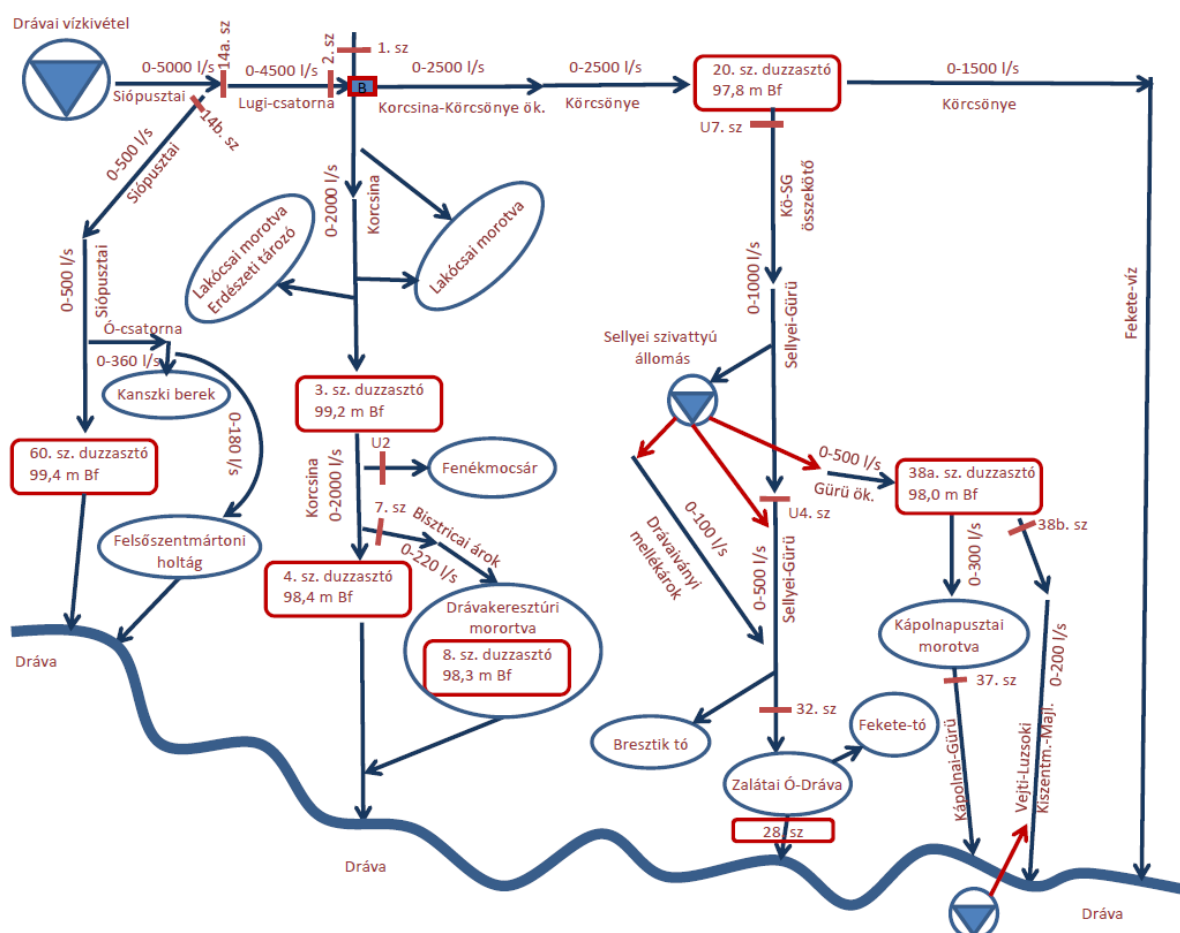 Drávai vízkivétel
14a. sz
2. sz
1. sz
0-5000 l/s
0-4500 l/s
0-2500 l/s
0-2500 l/s
20. sz. duzzasztó
97,8 m Bf
0-1500 l/s
Siópusztai
Lugi-csatorna
B
Korcsina-Körcsönye ök.
Körcsönye
Körcsönye
14b. sz
U7. sz
0-500 l/s
Siópusztai
0-2000 l/s
Korcsina
Kö-SG
összekötő
Lakócsai morotva
Erdészeti tározó
Lakócsai morotva
0-500 l/s
Siópusztai
0-1000 l/s
Sellyei-Gürü
Fekete-víz
Ó-csatorna
0-360 l/s
Sellyei szivattyú
állomás
Kanszki berek
3. sz. duzzasztó
99,2 m Bf
0-180 l/s
60. sz. duzzasztó
99,4 m Bf
U2
Fenékmocsár
0-500 l/s
Gürü ök.
38a. sz. duzzasztó
98,0 m Bf
Korcsina
0-2000 l/s
7. sz
Bisztricai árok
0-220 l/s
U4. sz
38b. sz
0-100 l/s
Drávaiványi
mellékárok
0-500 l/s
Sellyei-Gürü
0-300 l/s
Felsőszentmártoni
holtág
4. sz. duzzasztó
98,4 m Bf
Drávakeresztúri
morortva
8. sz. duzzasztó
98,3 m Bf
Kápolnapusztai
morotva
0-200 l/s
Dráva
37. sz
32. sz
Bresztik tó
Fekete-tó
Zalátai Ó-Dráva
Kápolnai-Gürü
Vejti-Luzsoki
Kiszentm.-Majl.
28. sz
Dráva
Dráva